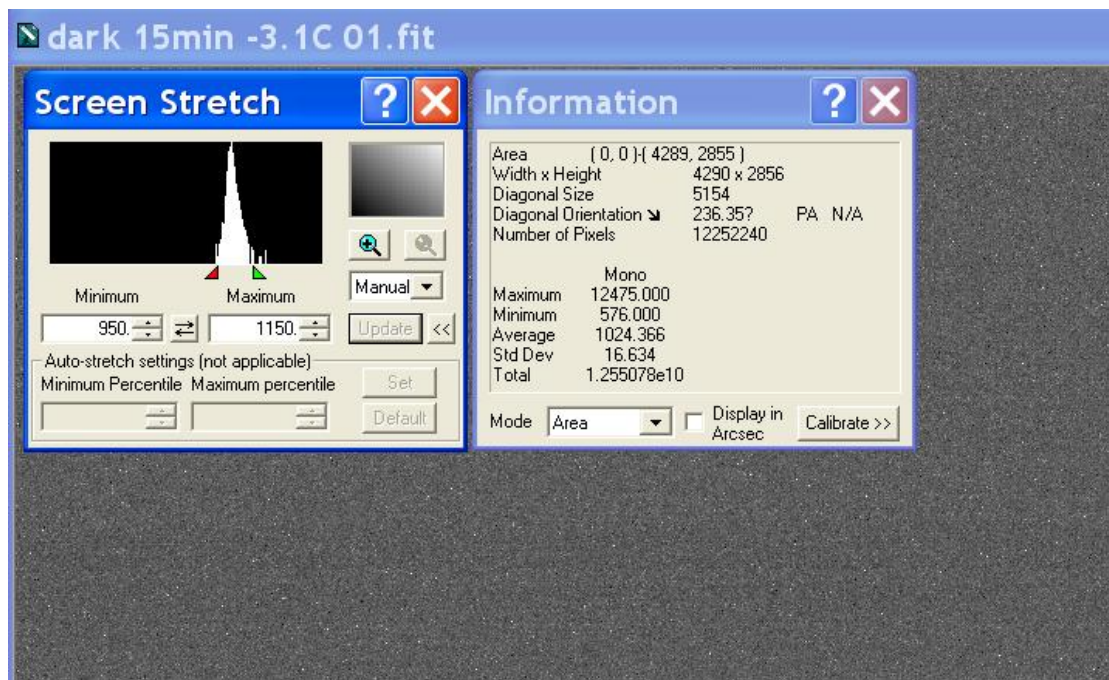 dark 15min -3.1C 01.fit
Screen Stretch
Minimum
Maximum
Manual
950.
1150.
Update <<
Auto-stretch settings (not applicable)
Minimum Percentile Maximum percentile
Set
Default
Information
Area ( 0, 0 )-( 4289, 2855 )
Width x Height 4290 x 2856
Diagonal Size 5154
Diagonal Orientation ↘ 236.35? PA N/A
Number of Pixels 12252240
Mono
Maximum 12475.000
Minimum 576.000
Average 1024.366
Std Dev 16.634
Total 1.255078e10
Mode Area Display in Arcsec Calibrate >>